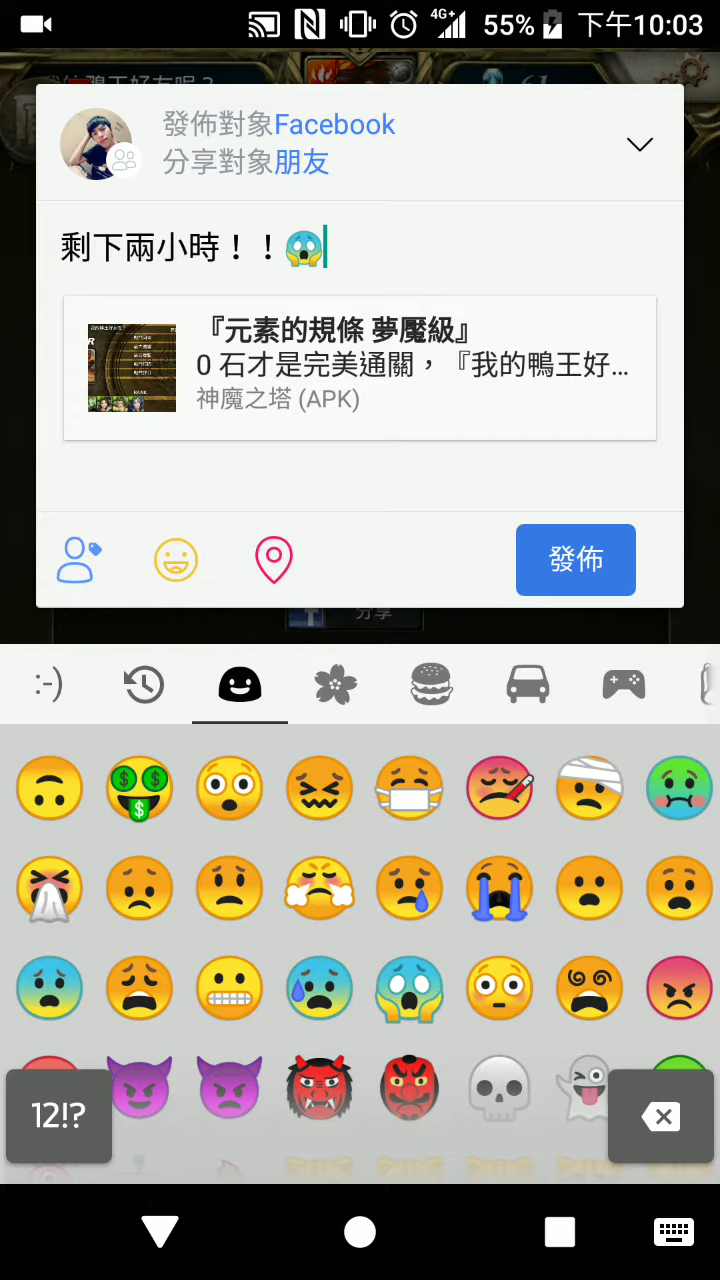 4G+ 55% 下午10:03
發佈對象Facebook
分享對象朋友
剩下兩小時！！😱
『元素的規條 夢魘級』
0 石才是完美通關，『我的鴨王好…
神魔之塔 (APK)
發佈
分享
:-)
12!?